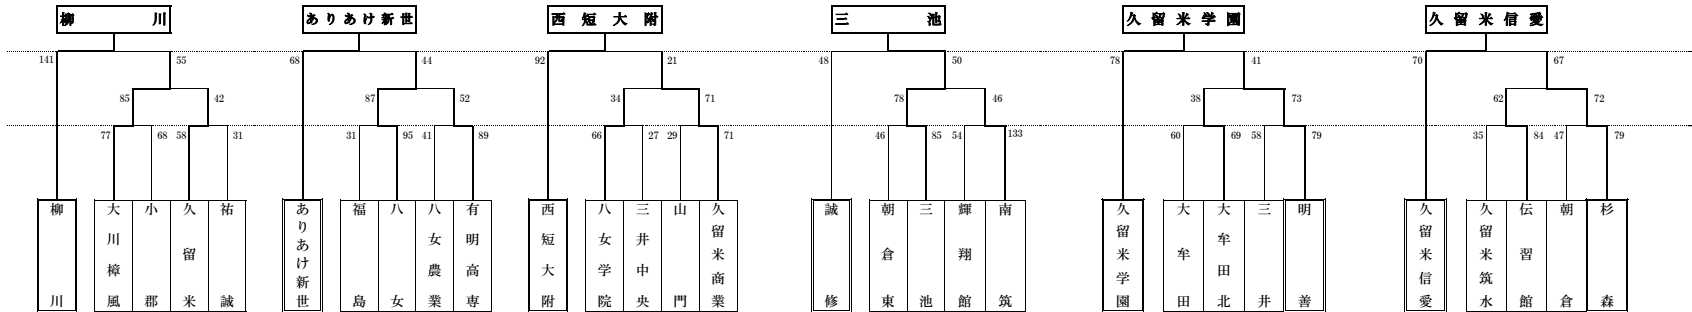 柳川 ありあけ新世 西短大附 三池 久留米学園 久留米信愛
141 55 68 44 92 21 48 50 78 41 70 67
85 42 87 52 34 71 78 46 38 73 62 72
77 68 58 31 31 95 41 89 66 27 29 71 46 85 54 133 60 69 58 79 35 84 47 79
柳川
大川樟風
小郡
久留米
祐誠
ありあけ新世
福島
八女
八女農業
有明高専
西短大附
八女学院
三井中央
山門
久留米商業
誠修
朝倉東
三池
輝翔館
南筑
久留米学園
大牟田
大牟田北
三井
明善
久留米信愛
久留米筑水
伝習館
朝倉
杉森